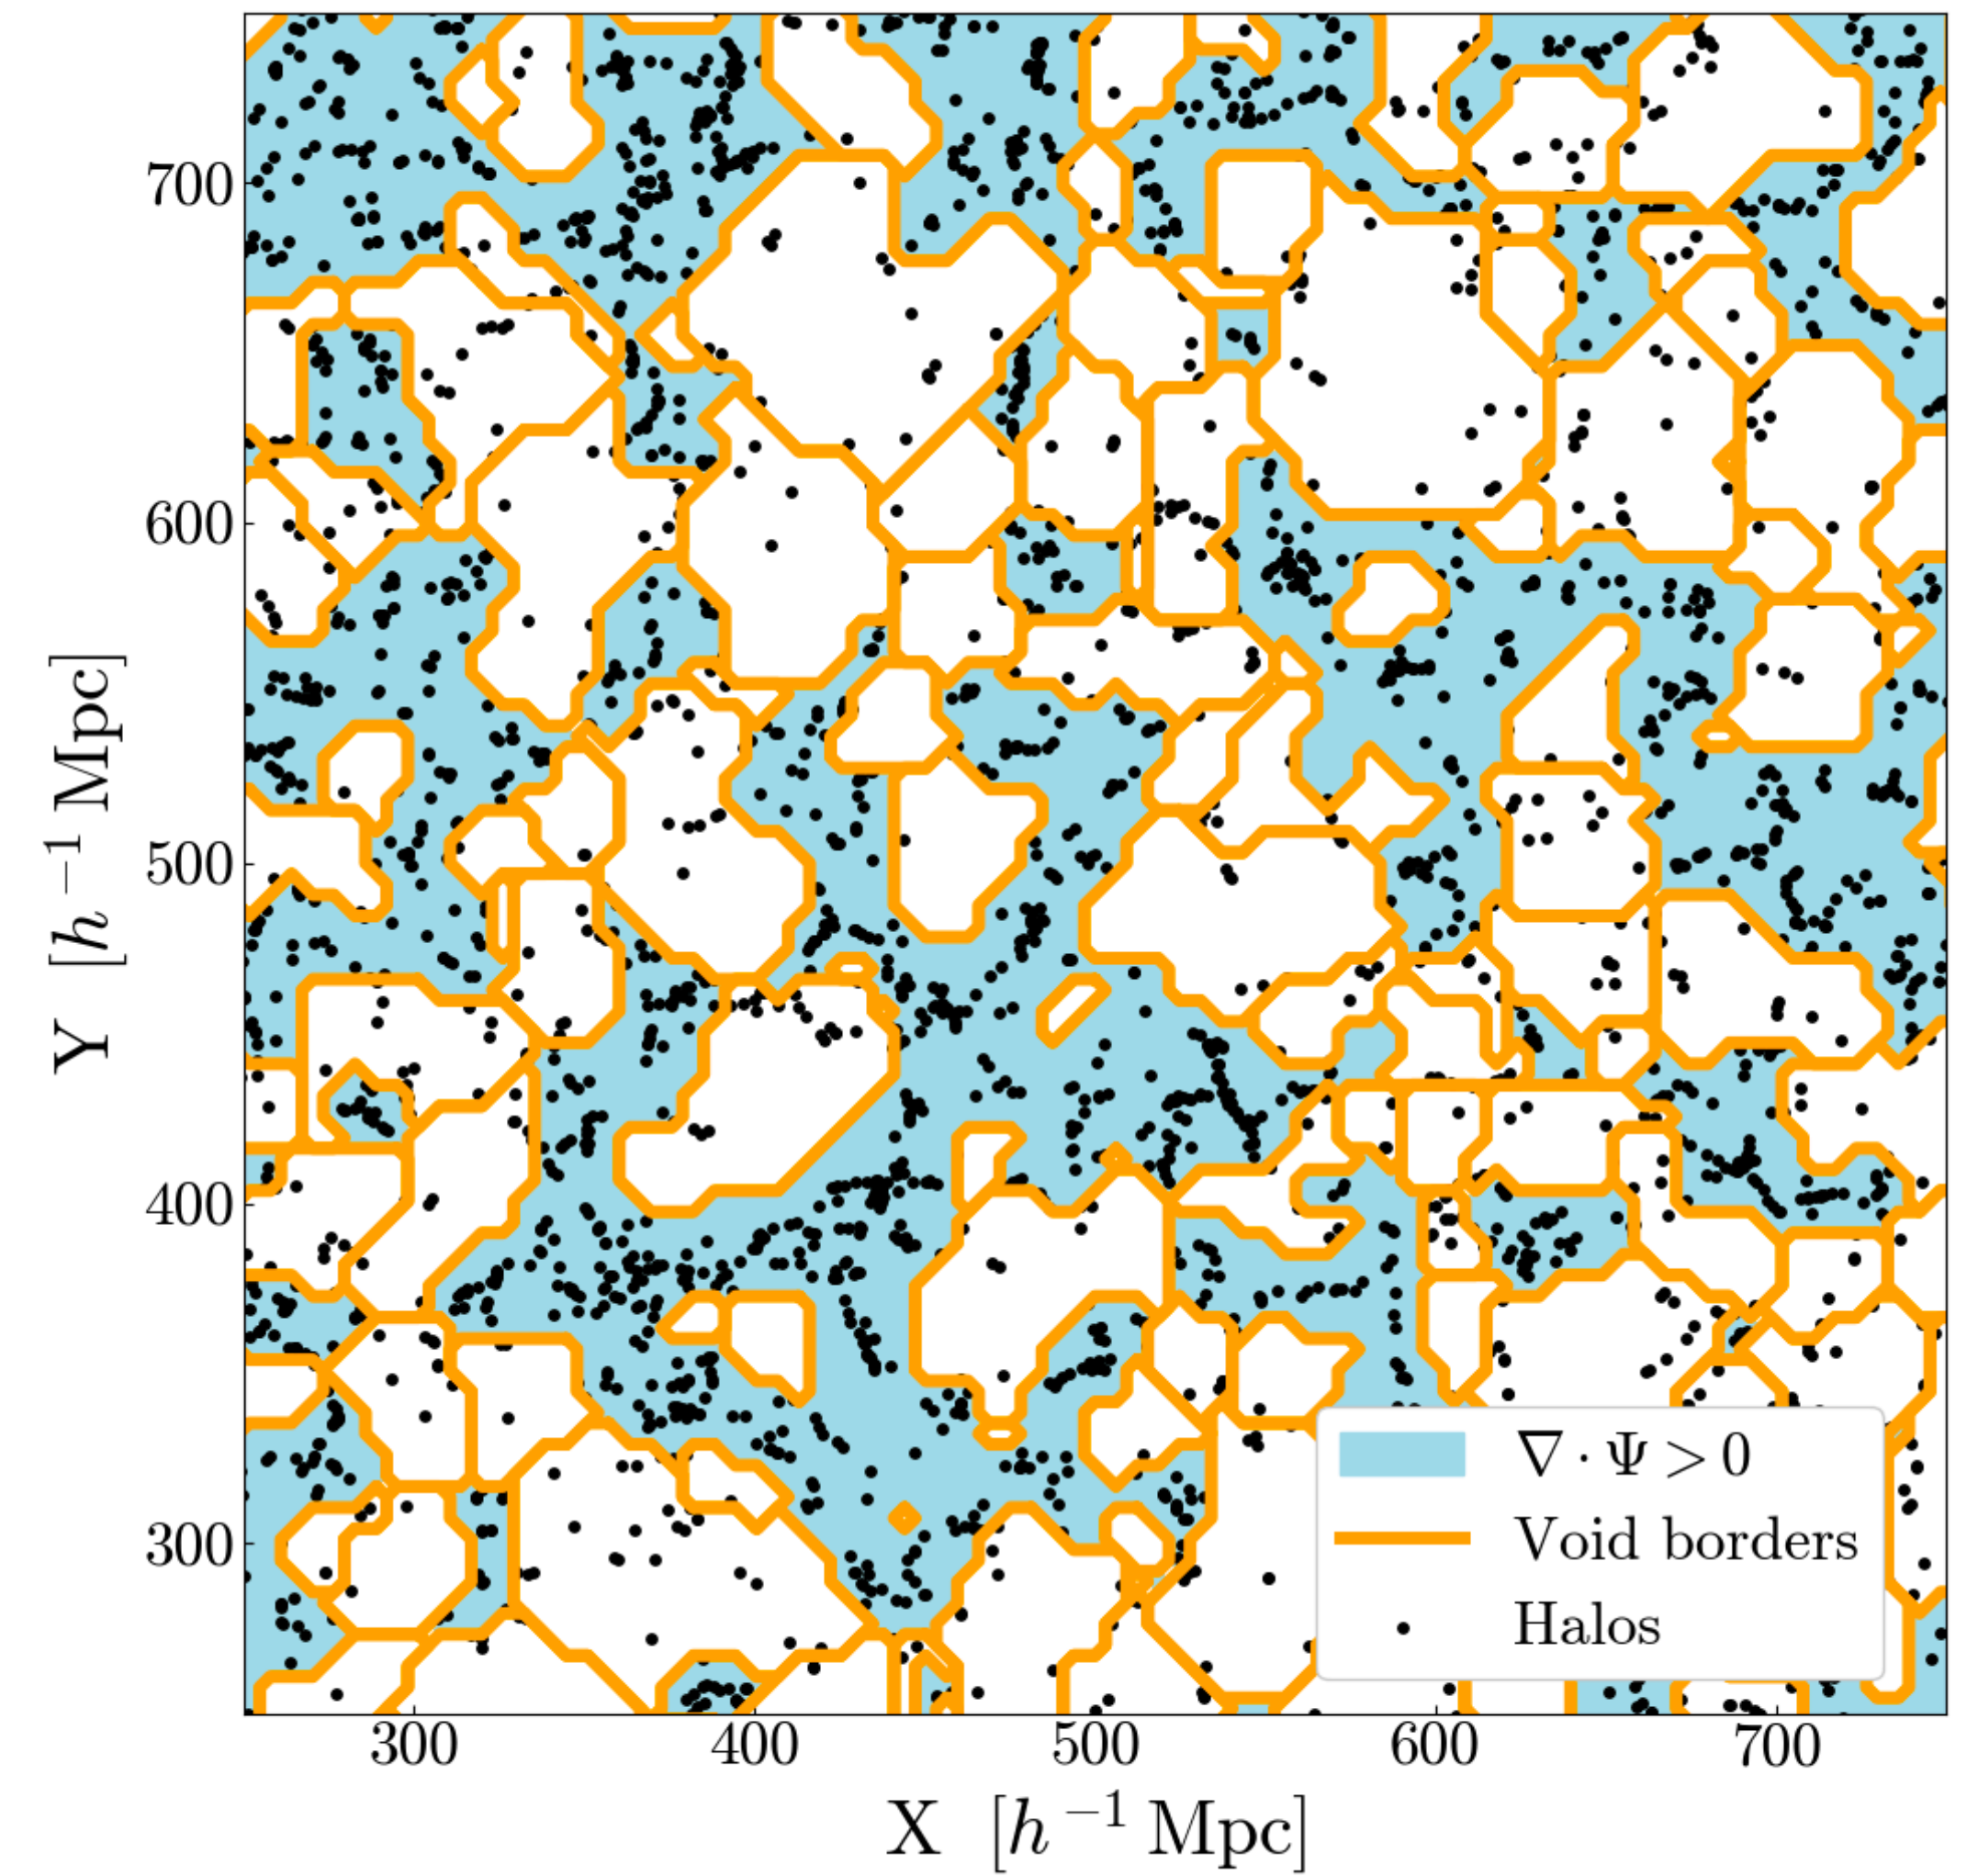 700
600
500
400
300
Y [h⁻¹ Mpc]
300 400 500 600 700
X [h⁻¹ Mpc]
∇ · Ψ > 0
Void borders
Halos